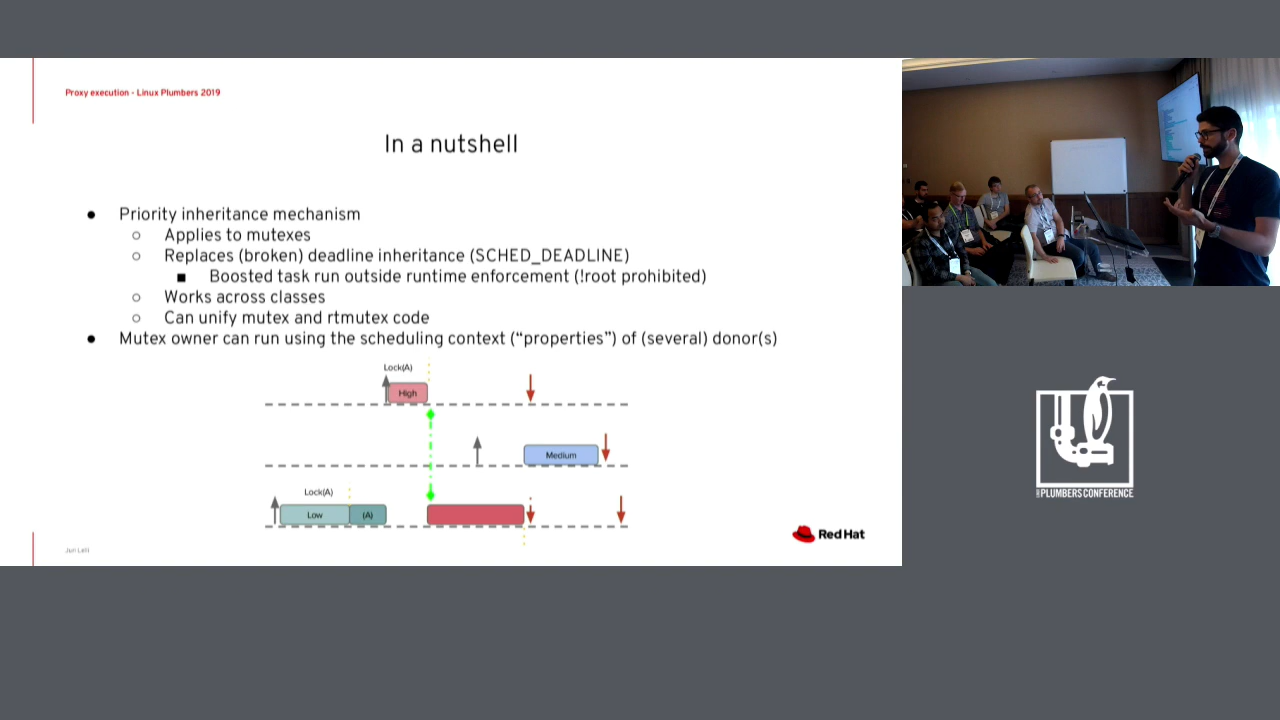 Proxy execution - Linux Plumbers 2019
In a nutshell
● Priority inheritance mechanism
○ Applies to mutexes
○ Replaces (broken) deadline inheritance (SCHED_DEADLINE)
■ Boosted task run outside runtime enforcement (!root prohibited)
○ Works across classes
○ Can unify mutex and rtmutex code
● Mutex owner can run using the scheduling context (“properties”) of (several) donor(s)
Lock(A)
High
Medium
Lock(A)
Low
(A)
Red Hat
Juri Lelli
PLUMBERS CONFERENCE